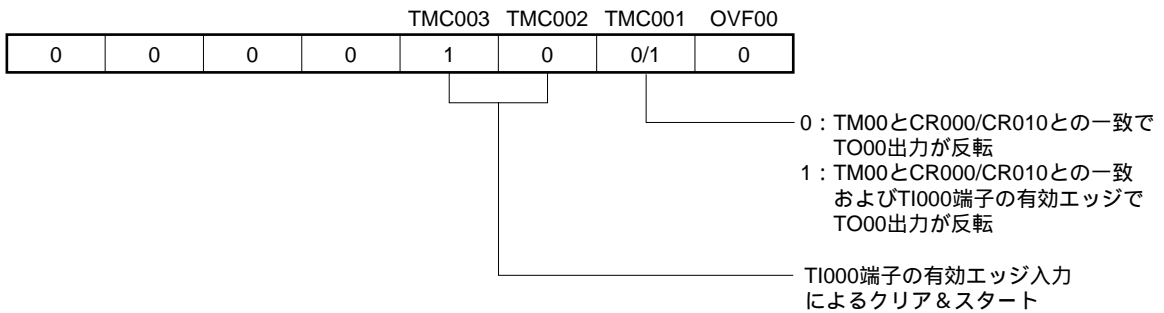 TMC003 TMC002 TMC001 OVF00
0 0 0 0 1 0 0/1 0
0：TM00とCR000/CR010との一致で
TO00出力が反転
1：TM00とCR000/CR010との一致
およびTI000端子の有効エッジで
TO00出力が反転
TI000端子の有効エッジ入力
によるクリア＆スタート